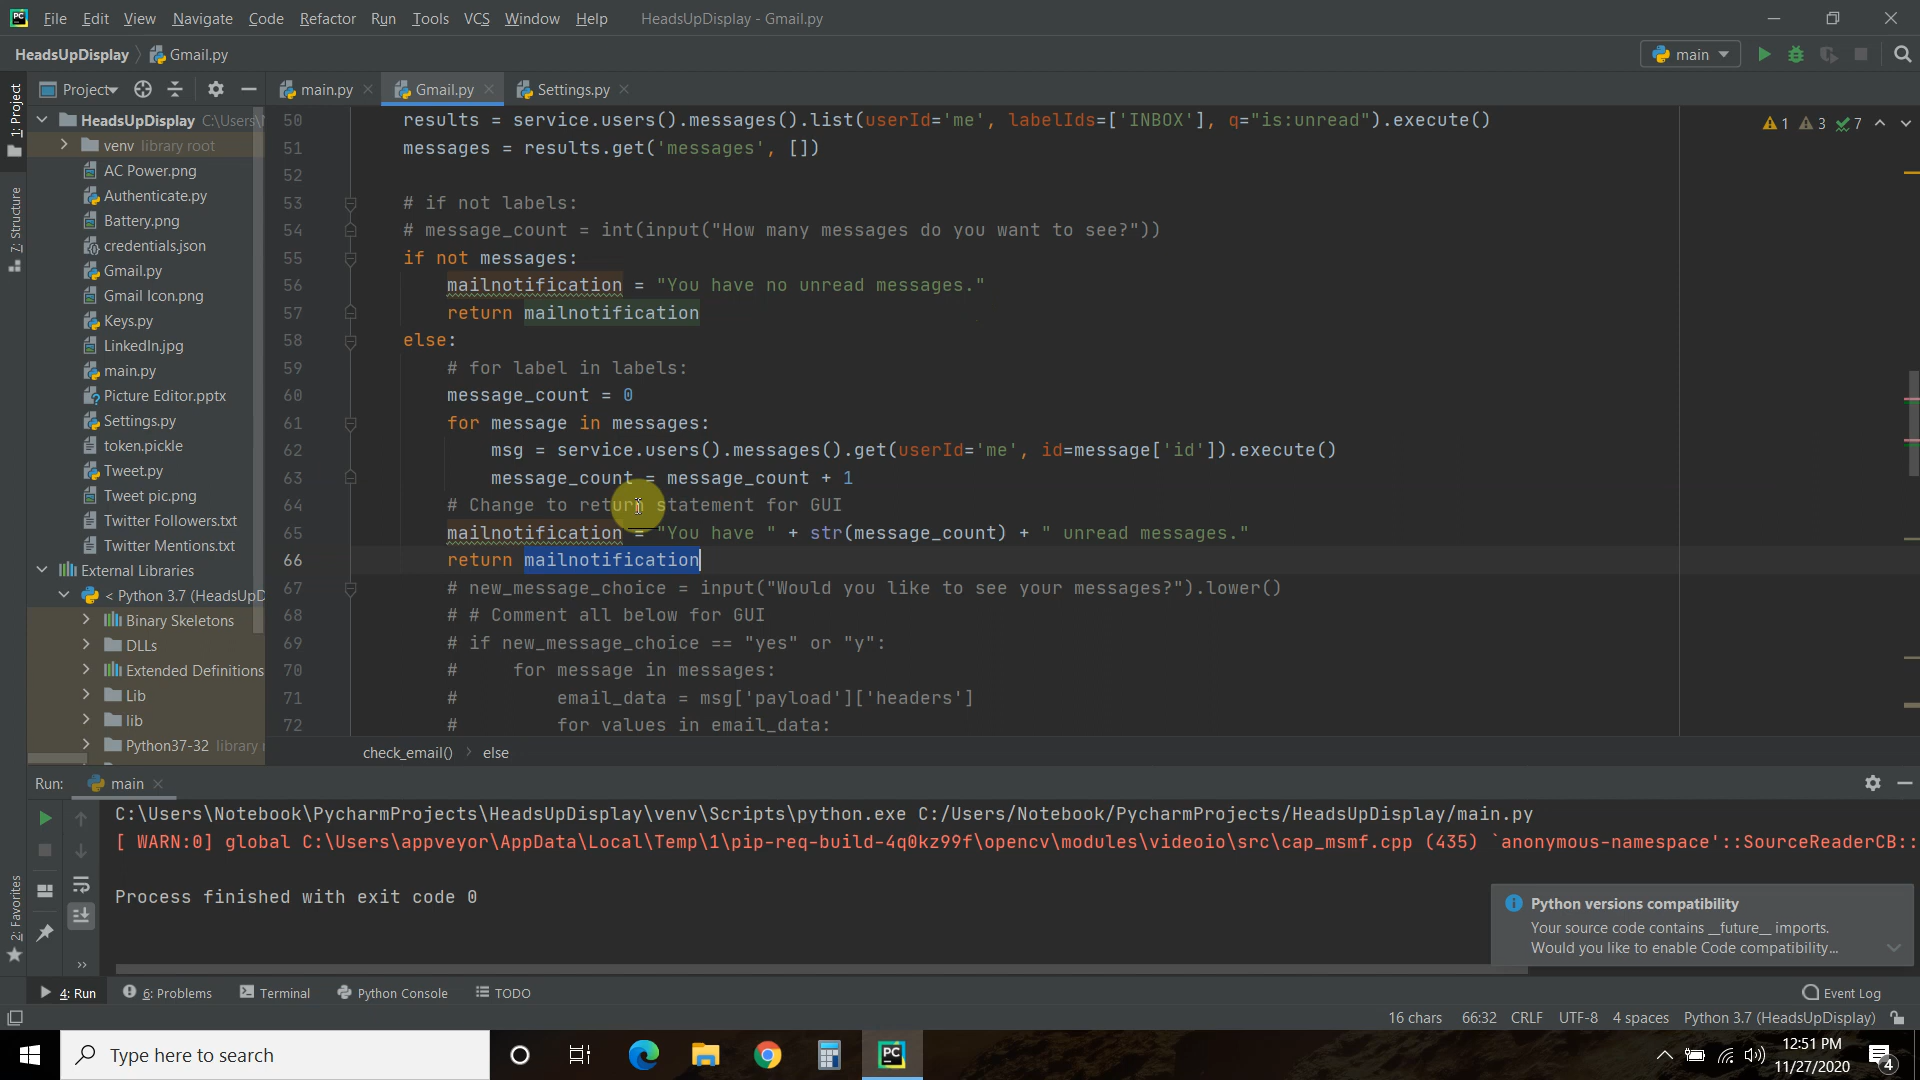 File Edit View Navigate Code Refactor Run Tools VCS Window Help HeadsUpDisplay - Gmail.py
HeadsUpDisplay Gmail.py main
1: Project
7: Structure
2: Favorites
Project
main.py Gmail.py Settings.py
HeadsUpDisplay C:\Users\
venv library root
AC Power.png
Authenticate.py
Battery.png
credentials.json
Gmail.py
Gmail Icon.png
Keys.py
LinkedIn.jpg
main.py
Picture Editor.pptx
Settings.py
token.pickle
Tweet.py
Tweet pic.png
Twitter Followers.txt
Twitter Mentions.txt
External Libraries
< Python 3.7 (HeadsUpD
Binary Skeletons
DLLs
Extended Definitions
Lib
lib
Python37-32 library
1 3 7
50 results = service.users().messages().list(userId='me', labelIds=['INBOX'], q="is:unread").execute()
51 messages = results.get('messages', [])
52
53 # if not labels:
54 # message_count = int(input("How many messages do you want to see?"))
55 if not messages:
56 mailnotification = "You have no unread messages."
57 return mailnotification
58 else:
59 # for label in labels:
60 message_count = 0
61 for message in messages:
62 msg = service.users().messages().get(userId='me', id=message['id']).execute()
63 message_count = message_count + 1
64 # Change to return statement for GUI
65 mailnotification = "You have " + str(message_count) + " unread messages."
66 return mailnotification
67 # new_message_choice = input("Would you like to see your messages?").lower()
68 # # Comment all below for GUI
69 # if new_message_choice == "yes" or "y":
70 #     for message in messages:
71 #         email_data = msg['payload']['headers']
72 #         for values in email_data:
check_email() else
Run: main
C:\Users\Notebook\PycharmProjects\HeadsUpDisplay\venv\Scripts\python.exe C:/Users/Notebook/PycharmProjects/HeadsUpDisplay/main.py
[ WARN:0] global C:\Users\appveyor\AppData\Local\Temp\1\pip-req-build-4q0kz99f\opencv\modules\videoio\src\cap_msmf.cpp (435) `anonymous-namespace'::SourceReaderCB::
Process finished with exit code 0
Python versions compatibility
Your source code contains __future__ imports.
Would you like to enable Code compatibility...
4: Run 6: Problems Terminal Python Console TODO Event Log
16 chars 66:32 CRLF UTF-8 4 spaces Python 3.7 (HeadsUpDisplay)
Type here to search
12:51 PM
11/27/2020
4